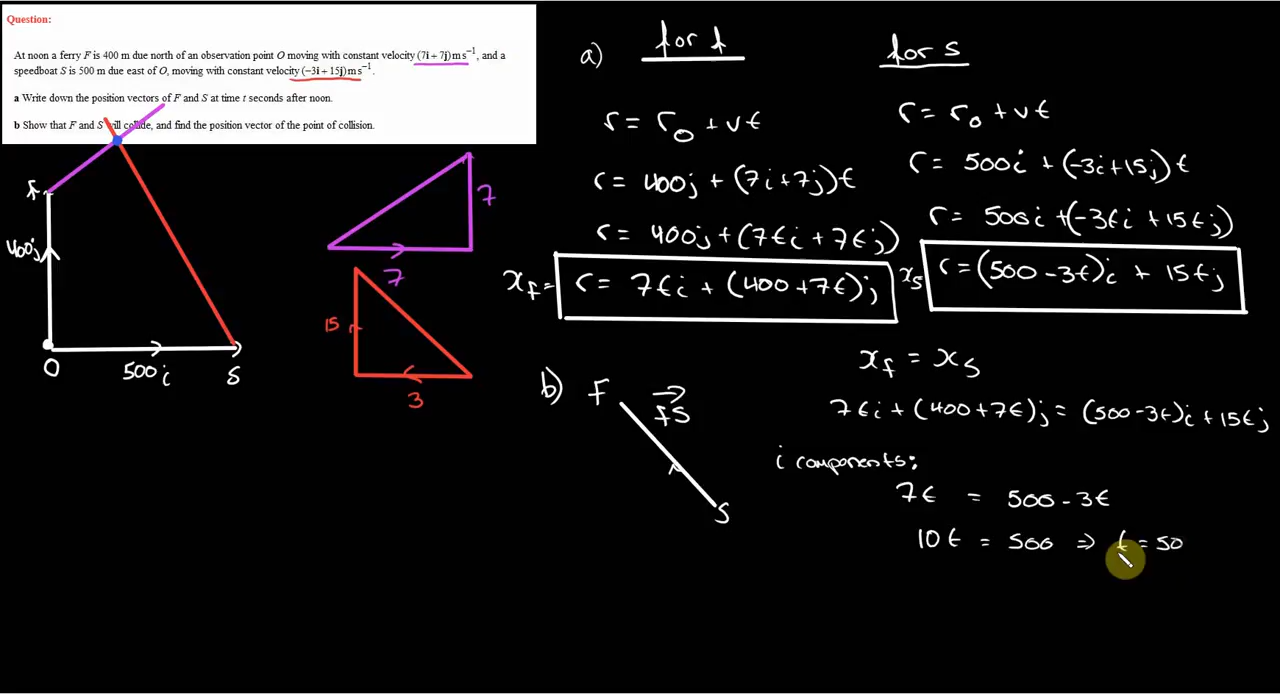 Question:
At noon a ferry F is 400 m due north of an observation point O moving with constant velocity (7i + 7j) m s⁻¹, and a
speedboat S is 500 m due east of O, moving with constant velocity (−3i + 15j) m s⁻¹.
a Write down the position vectors of F and S at time t seconds after noon.
b Show that F and S will collide, and find the position vector of the point of collision.
F
400j
O
500i
S
7
7
15
3
a)
for f
r = r₀ + vt
r = 400j + (7i+7j)t
r = 400j + (7ti + 7tj)
x_f = r = 7ti + (400+7t)j
for s
r = r₀ + vt
r = 500i + (-3i+15j)t
r = 500i + (-3ti + 15tj)
x_s r = (500 - 3t)i + 15tj
b)
F
fS
S
x_f = x_s
7ti + (400+7t)j = (500-3t)i + 15tj
i components:
7t = 500 - 3t
10t = 500 ⇒ t = 50